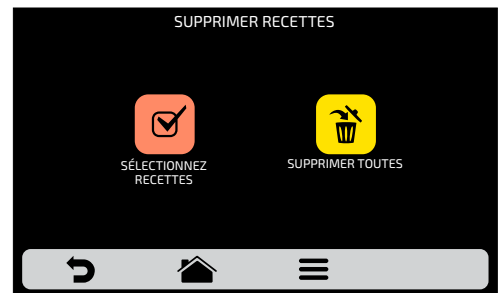 SUPPRIMER RECETTES
SÉLECTIONNEZ
RECETTES
SUPPRIMER TOUTES